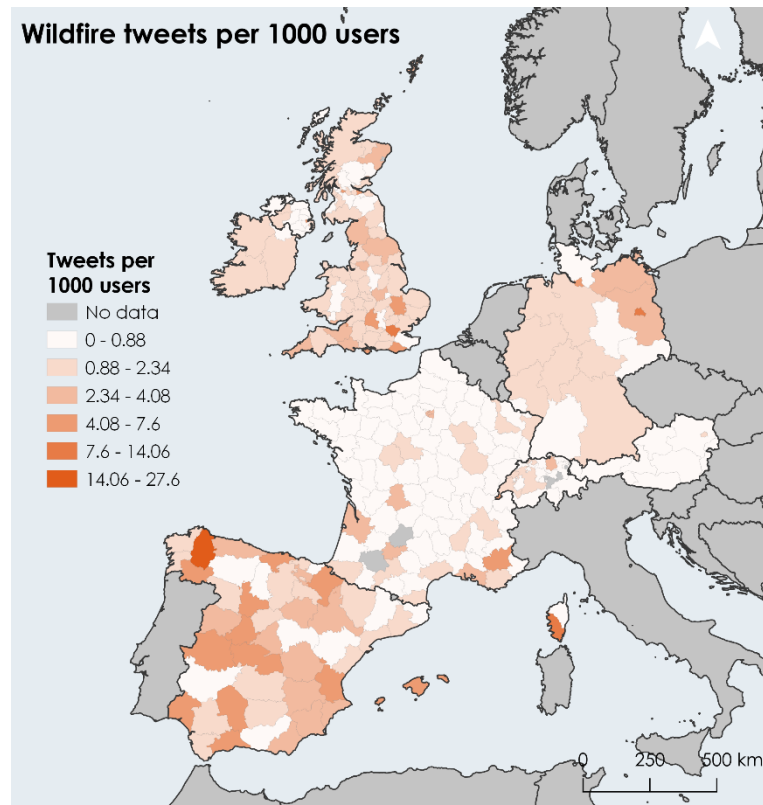 Wildfire tweets per 1000 users
Tweets per
1000 users
No data
0 - 0.88
0.88 - 2.34
2.34 - 4.08
4.08 - 7.6
7.6 - 14.06
14.06 - 27.6
0 250 500 km